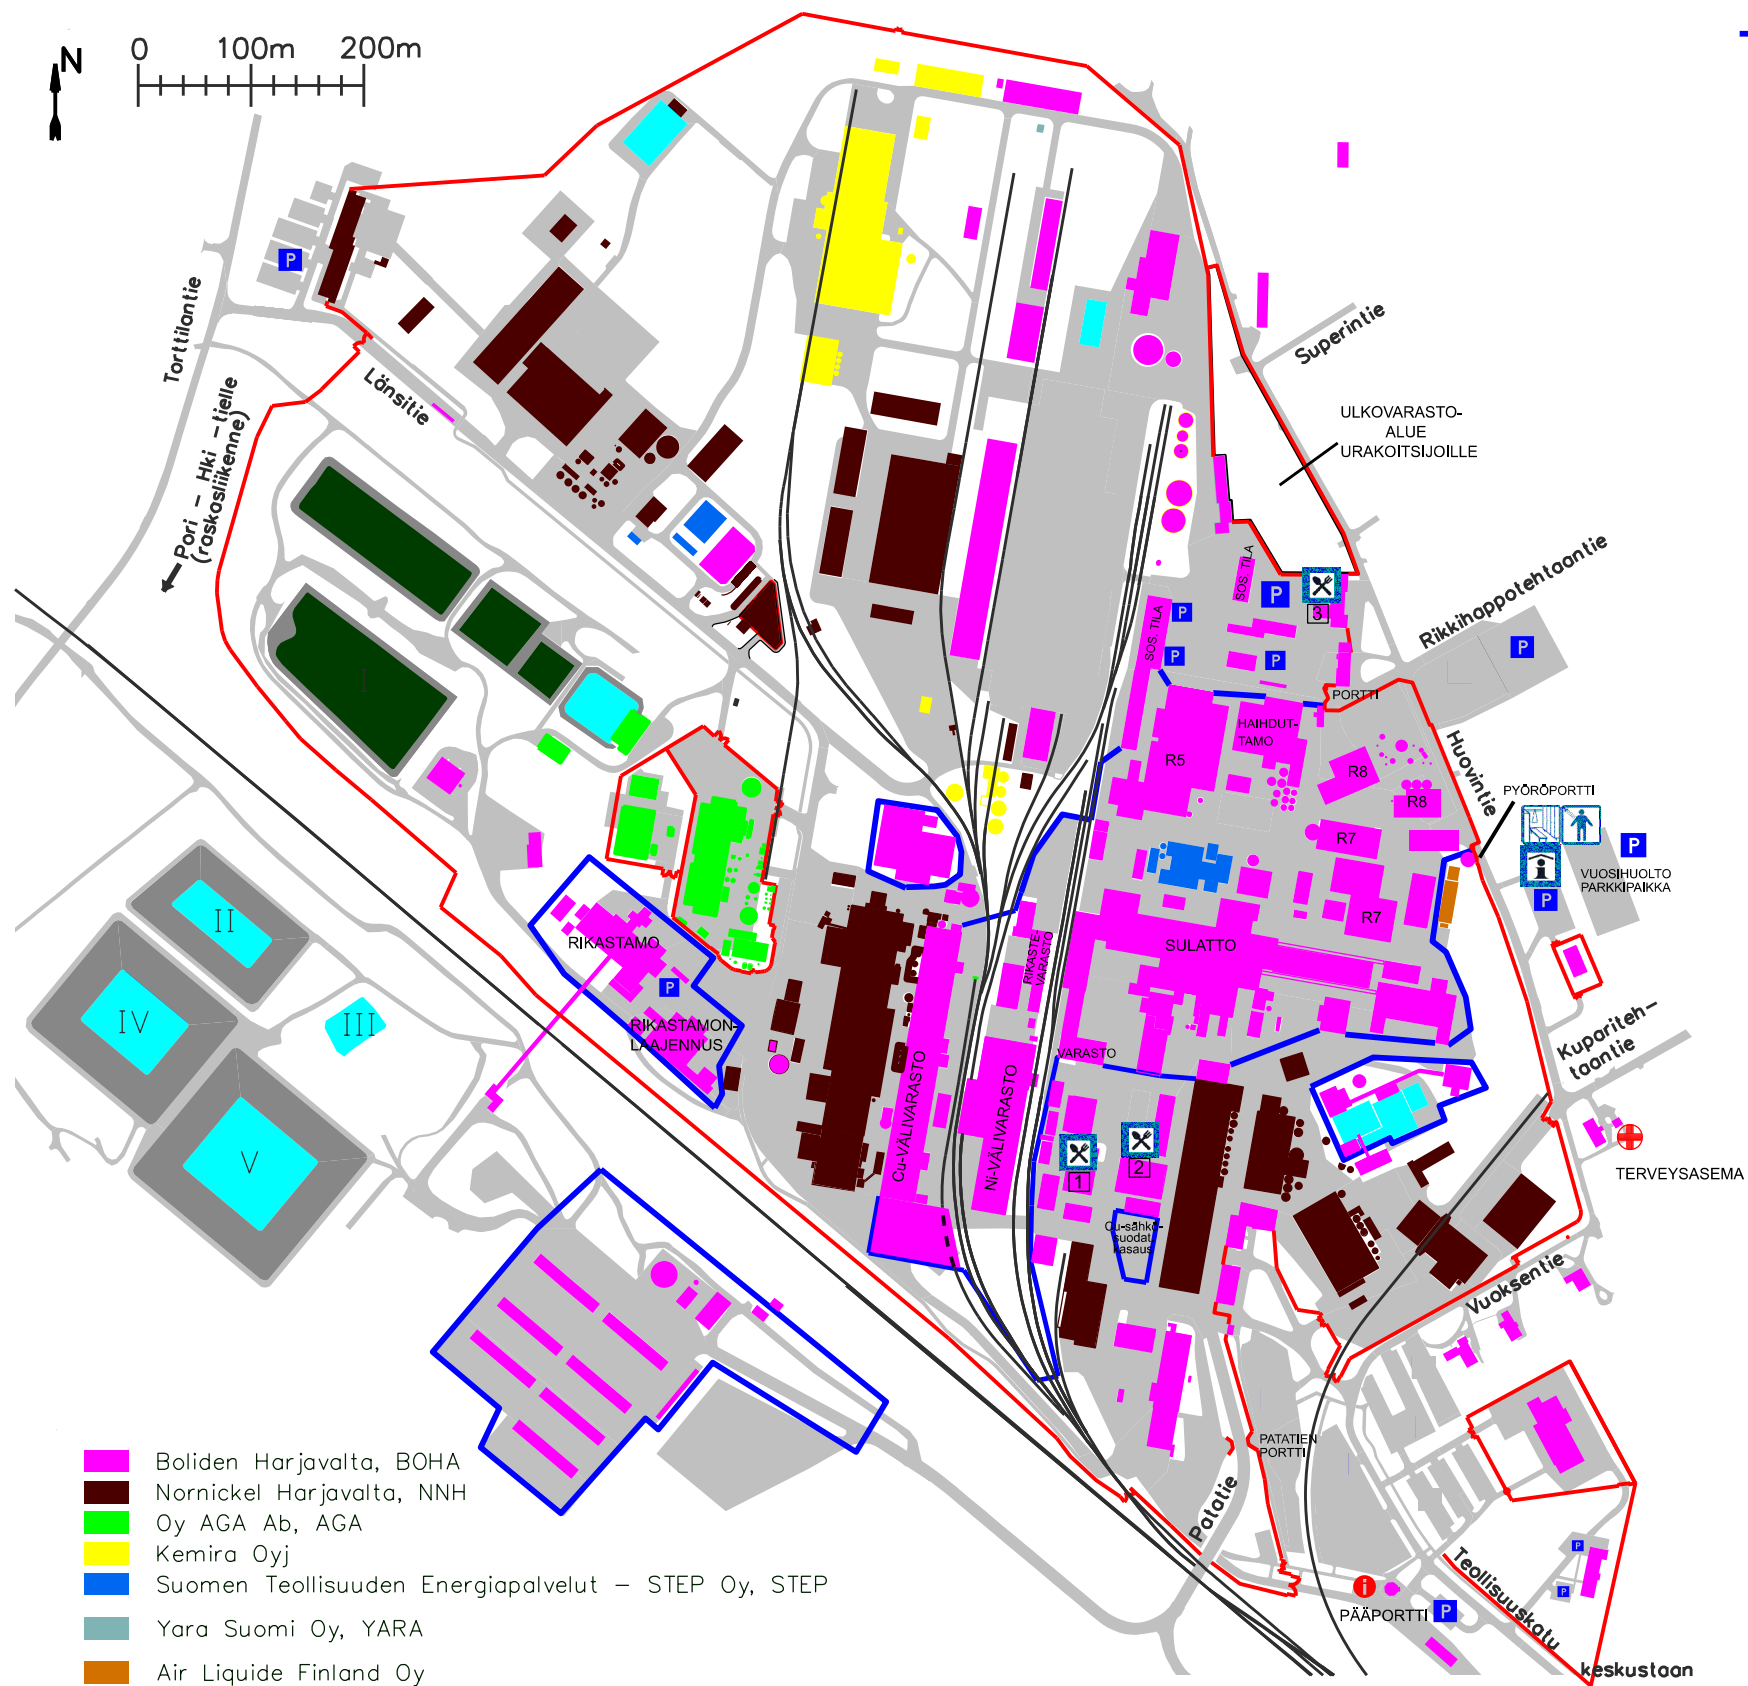 N
0 100m 200m
P
Torttilantie
Länsitie
Pori - Hki -tielle
(raskasliikenne)
Superintie
ULKOVARASTO-
ALUE
URAKOITSIJOILLE
Rikkihappotehtaantie
SOS. TILA
P
3
SOS. TILA
P
P
P
P
PORTTI
I
HAIHDUT-
TAMO
R5
R8
R8
Huovintie
PYÖRÖPORTTI
R7
P
VUOSIHUOLTO
PARKKIPAIKKA
P
R7
II
RIKASTAMO
SULATTO
RIKASTE-
VARASTO
P
IV
III
RIKASTAMON-
LAAJENNUS
VARASTO
Kupariteh-
taantie
Cu-VÄLIVARASTO
Ni-VÄLIVARASTO
1
2
V
TERVEYSASEMA
Cu-sähkö-
suodat.
kasaus
Vuoksentie
PATATIEN
PORTTI
Patatie
P
P
Teollisuuskatu
i
PÄÄPORTTI
P
keskustaan
Boliden Harjavalta, BOHA
Nornickel Harjavalta, NNH
Oy AGA Ab, AGA
Kemira Oyj
Suomen Teollisuuden Energiapalvelut - STEP Oy, STEP
Yara Suomi Oy, YARA
Air Liquide Finland Oy